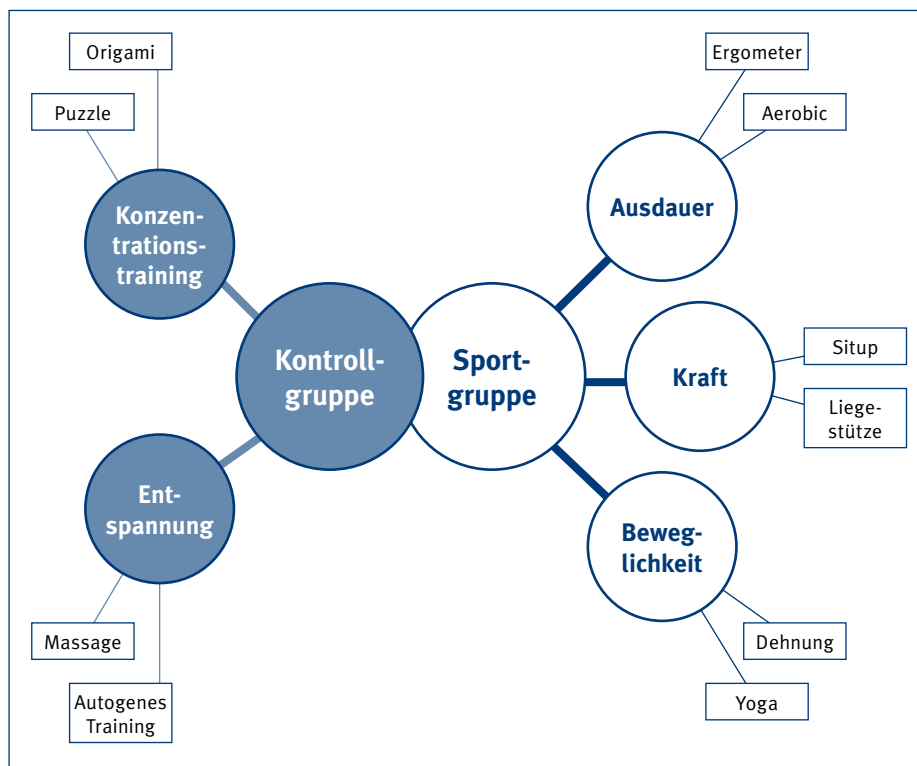 Origami
Puzzle
Konzen-
trations-
training
Kontroll-
gruppe
Ent-
spannung
Massage
Autogenes
Training
Sport-
gruppe
Ergometer
Aerobic
Ausdauer
Kraft
Situp
Liege-
stütze
Beweg-
lichkeit
Dehnung
Yoga